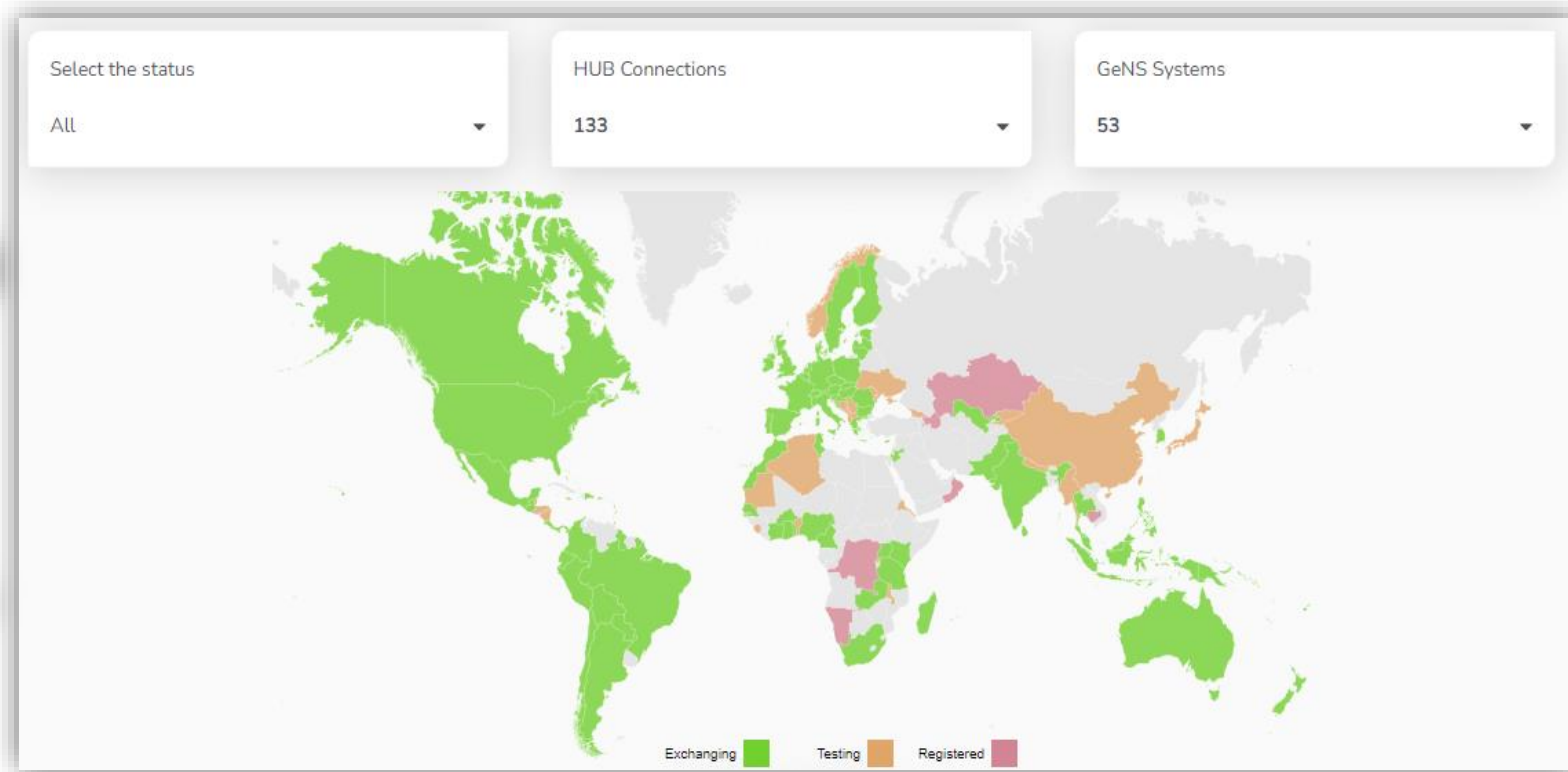 Select the status
All
HUB Connections
133
GeNS Systems
53
Exchanging
Testing
Registered